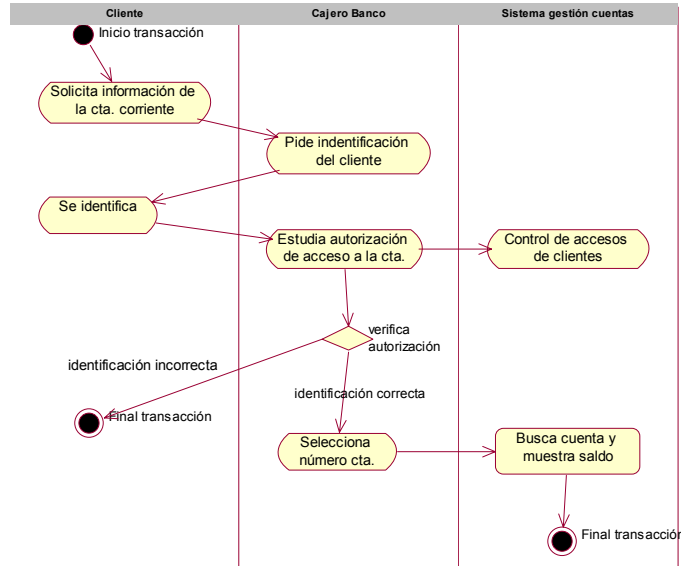 Cliente
Cajero Banco
Sistema gestión cuentas
Inicio transacción
Solicita información de
la cta. corriente
Pide indentificación
del cliente
Se identifica
Estudia autorización
de acceso a la cta.
Control de accesos
de clientes
verifica
autorización
identificación incorrecta
identificación correcta
Final transacción
Selecciona
número cta.
Busca cuenta y
muestra saldo
Final transacción